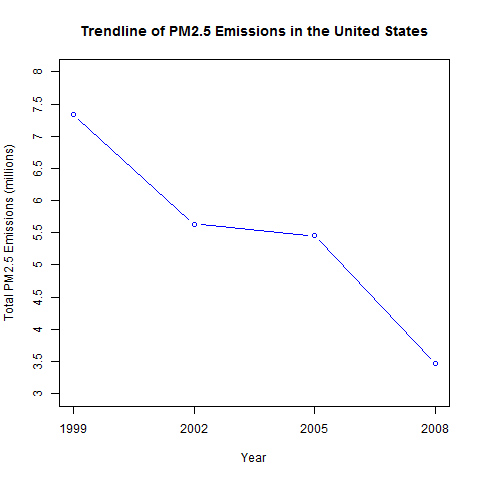 Trendline of PM2.5 Emissions in the United States
Total PM2.5 Emissions (millions)
8
7.5
7
6.5
6
5.5
5
4.5
4
3.5
3
1999 2002 2005 2008
Year